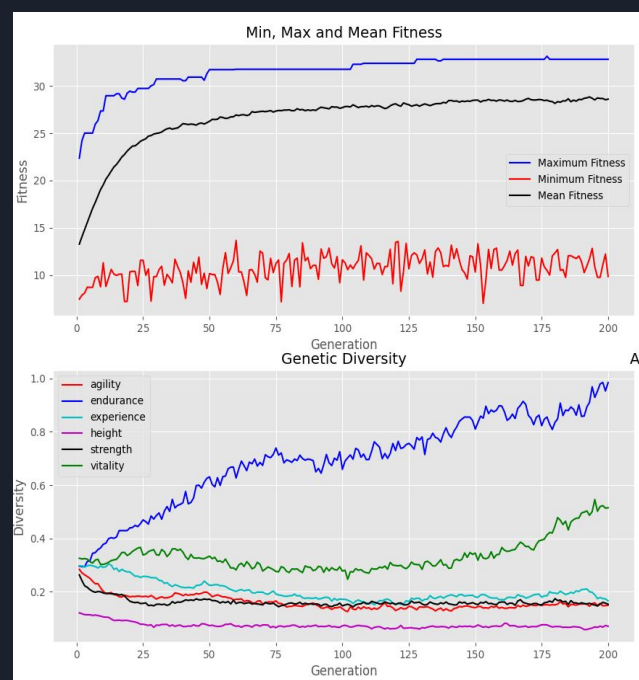 Min, Max and Mean Fitness
Fitness
30
25
20
15
10
Maximum Fitness
Minimum Fitness
Mean Fitness
0 25 50 75 100 125 150 175 200
Generation
Genetic Diversity
A
Diversity
1.0
0.8
0.6
0.4
0.2
agility
endurance
experience
height
strength
vitality
0 25 50 75 100 125 150 175 200
Generation